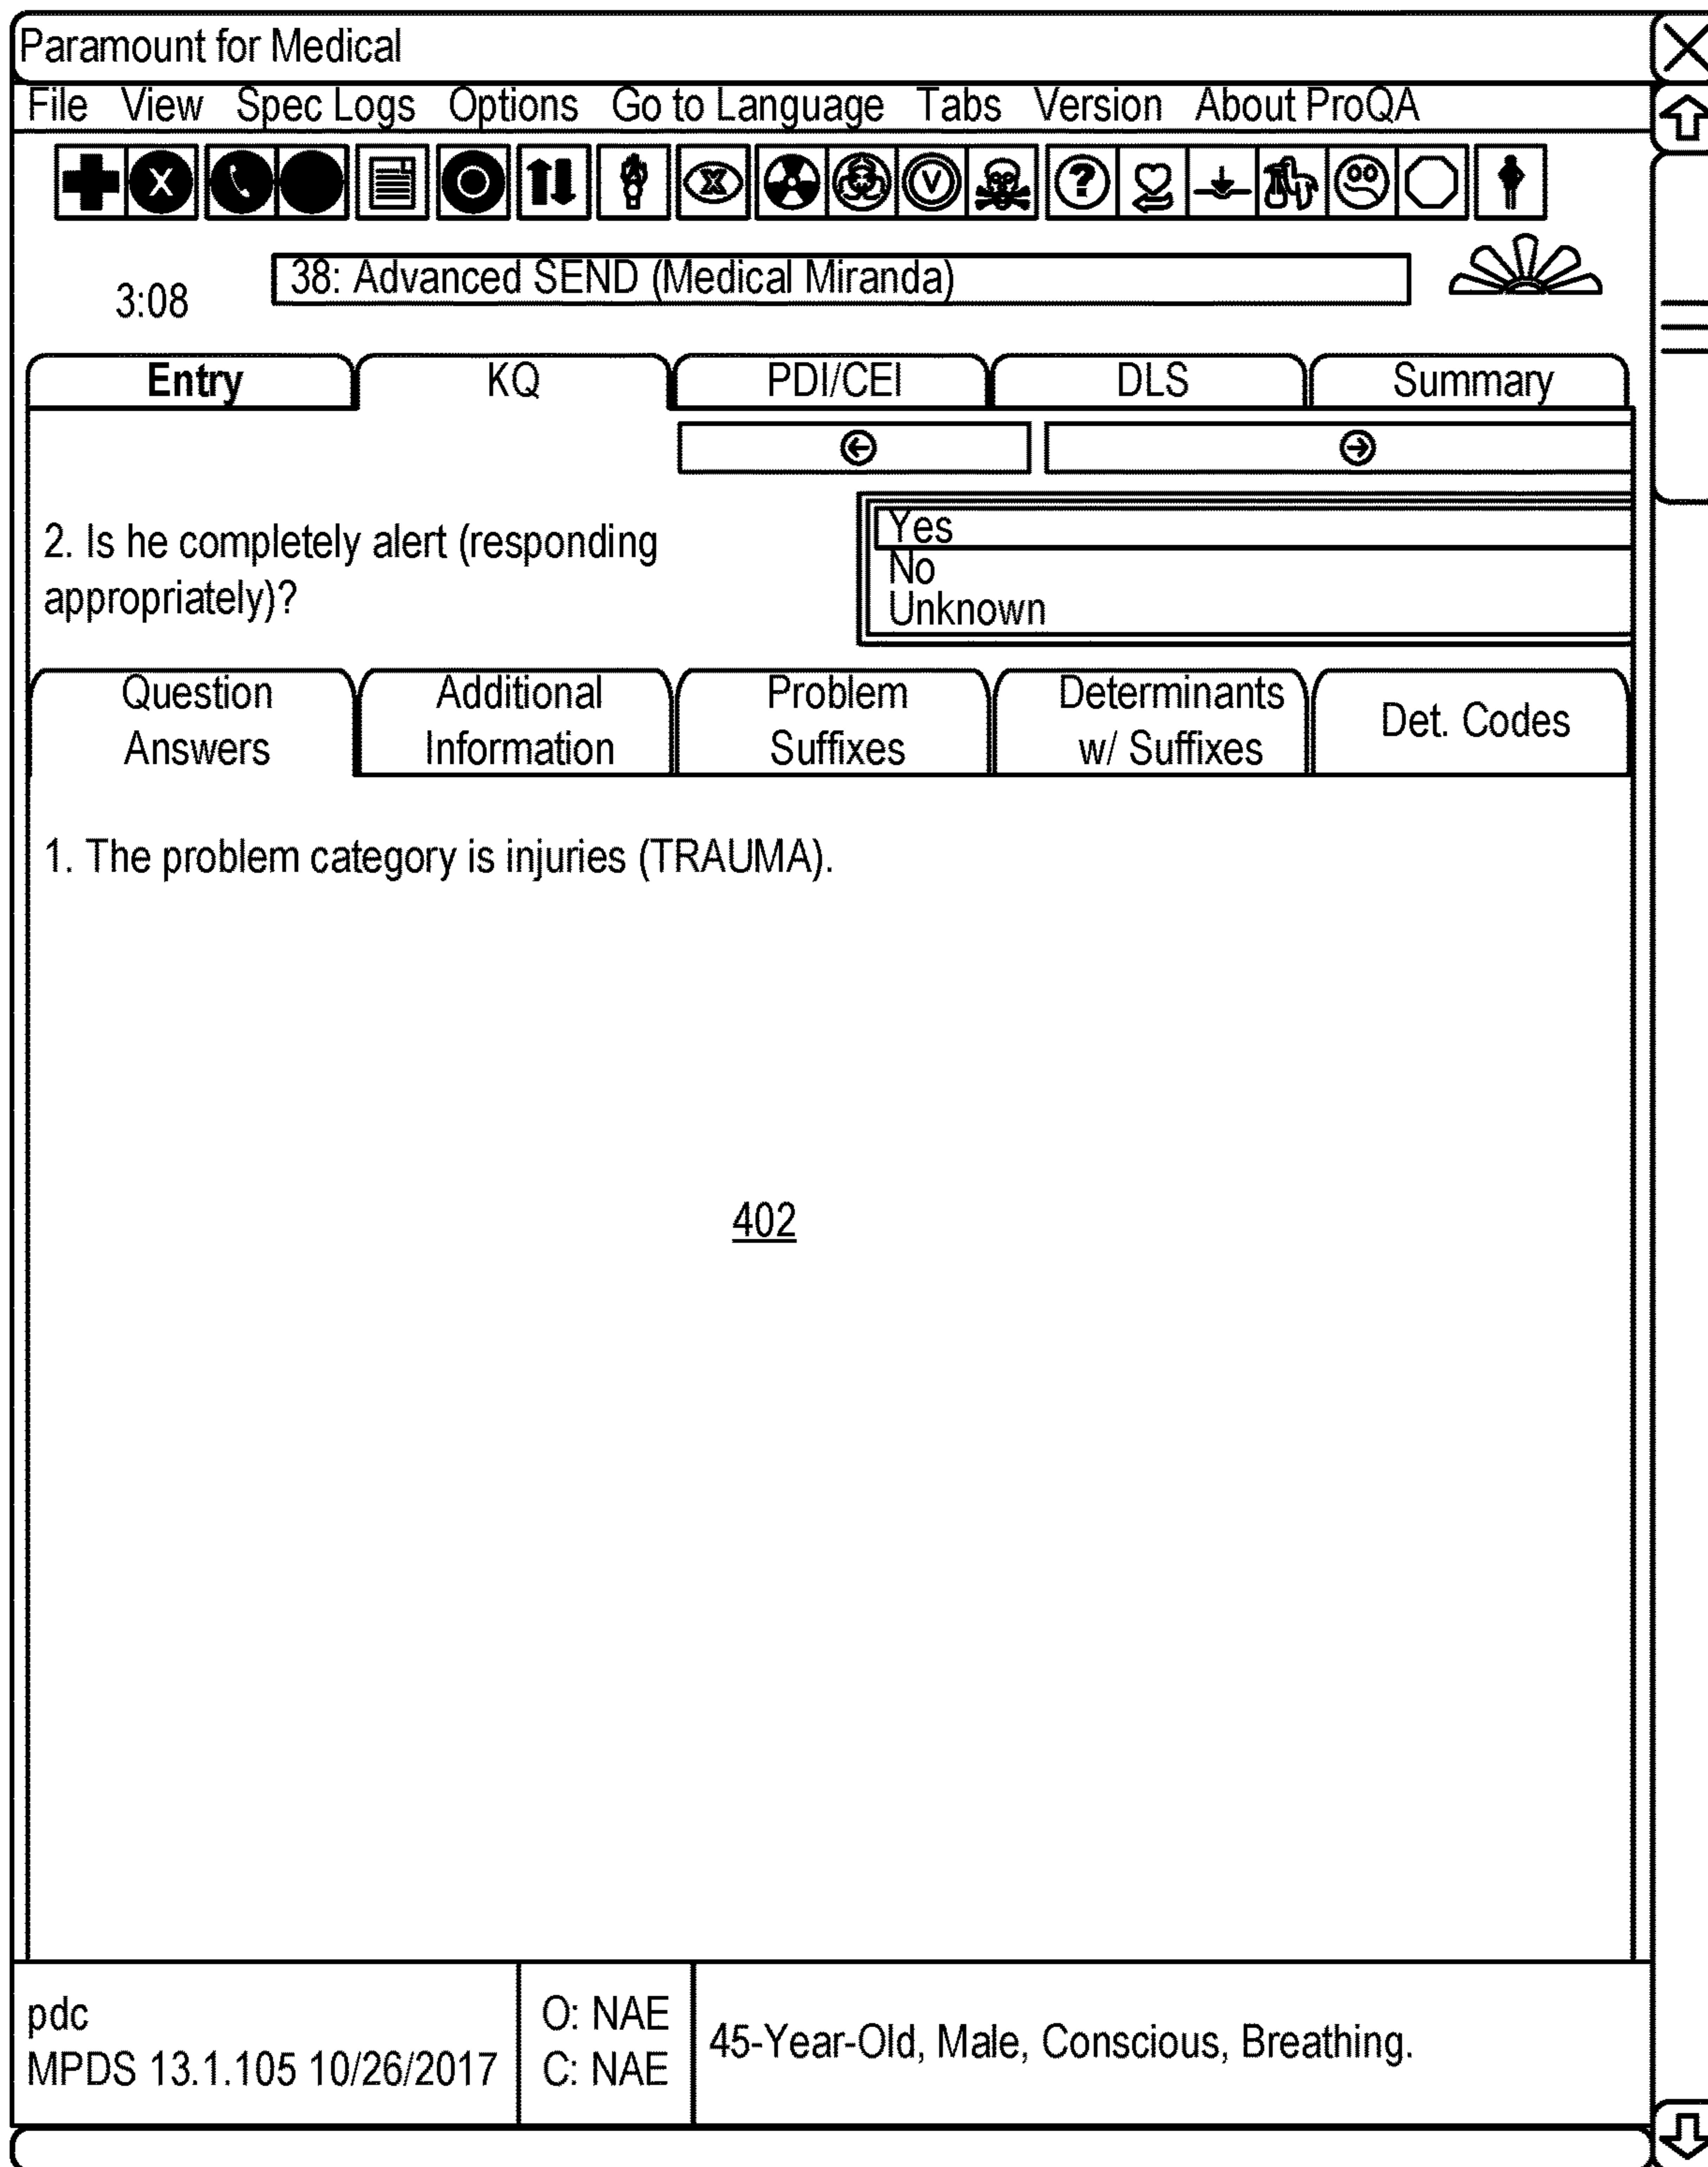 Paramount for Medical
File View Spec Logs Options Go to Language Tabs Version About ProQA
X X V ?
3:08 38: Advanced SEND (Medical Miranda)
Entry KQ PDI/CEI DLS Summary
2. Is he completely alert (responding
appropriately)?
Yes
No
Unknown
Question
Answers
Additional
Information
Problem
Suffixes
Determinants
w/ Suffixes
Det. Codes
1. The problem category is injuries (TRAUMA).
402
pdc
MPDS 13.1.105 10/26/2017
O: NAE
C: NAE
45-Year-Old, Male, Conscious, Breathing.